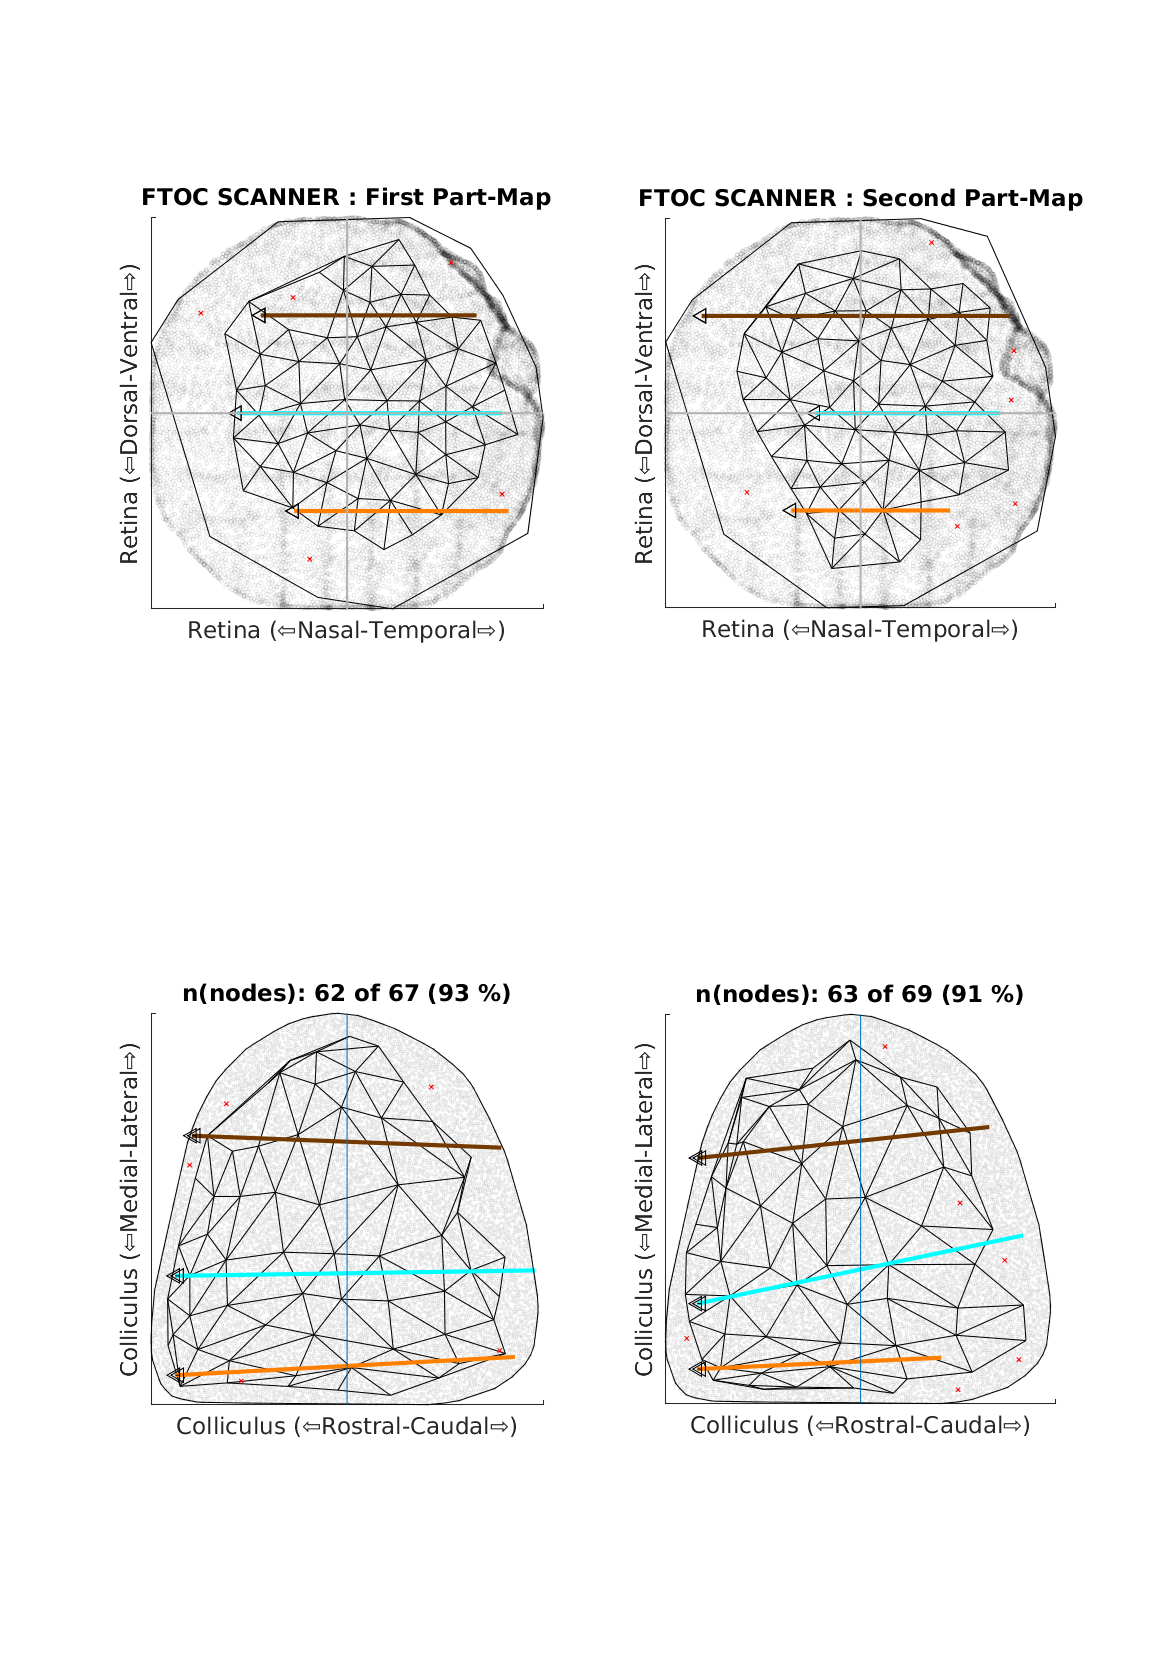 FTOC SCANNER : First Part-Map
Retina (⇦Dorsal-Ventral⇨)
Retina (⇦Nasal-Temporal⇨)
FTOC SCANNER : Second Part-Map
Retina (⇦Dorsal-Ventral⇨)
Retina (⇦Nasal-Temporal⇨)
n(nodes): 62 of 67 (93 %)
Colliculus (⇦Medial-Lateral⇨)
Colliculus (⇦Rostral-Caudal⇨)
n(nodes): 63 of 69 (91 %)
Colliculus (⇦Medial-Lateral⇨)
Colliculus (⇦Rostral-Caudal⇨)